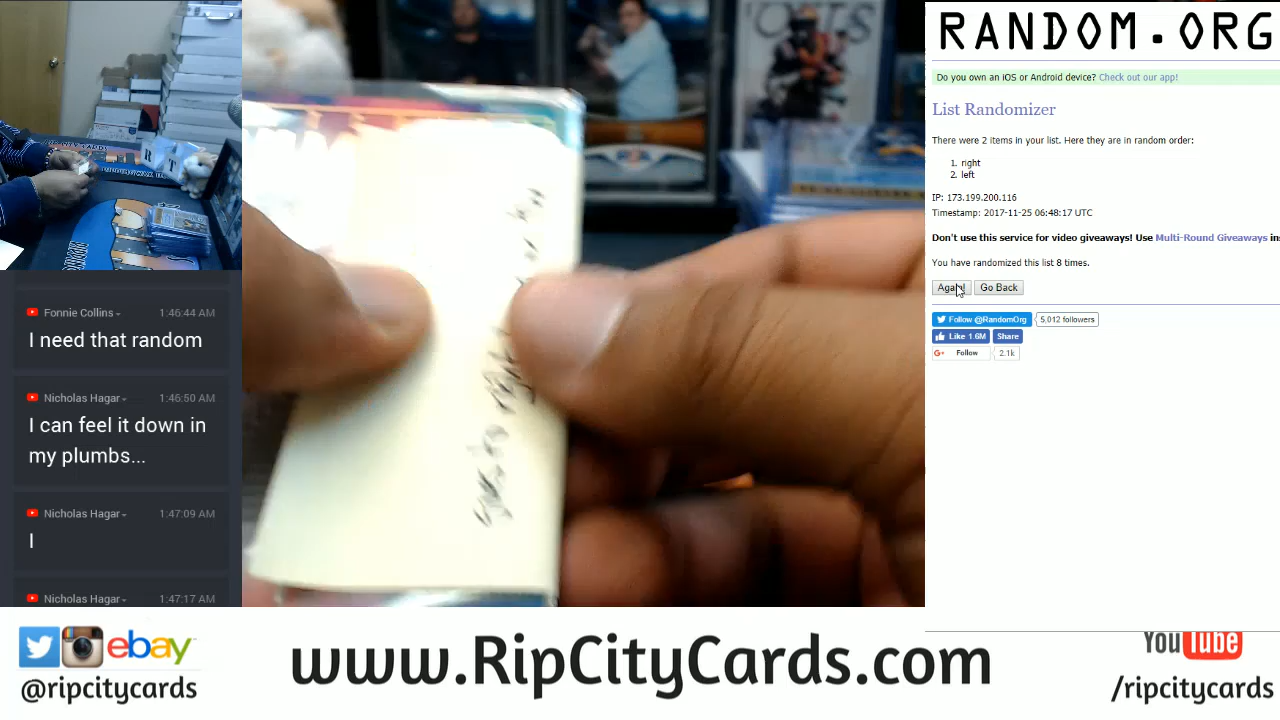 Fonnie Collins
1:46:44 AM
I need that random
Nicholas Hagar
1:46:50 AM
I can feel it down in
my plumbs...
Nicholas Hagar
1:47:09 AM
I
Nicholas Hagar
1:47:17 AM
RANDOM.ORG
Do you own an iOS or Android device? Check out our app!
List Randomizer
There were 2 items in your list. Here they are in random order:
1. right
2. left
IP: 173.199.200.116
Timestamp: 2017-11-25 06:48:17 UTC
Don't use this service for video giveaways! Use Multi-Round Giveaways in
You have randomized this list 8 times.
Again! Go Back
Follow @RandomOrg 5,012 followers
Like 1.6M Share
G+ Follow 2.1k
ebay
@ripcitycards
www.RipCityCards.com
YouTube
/ripcitycards